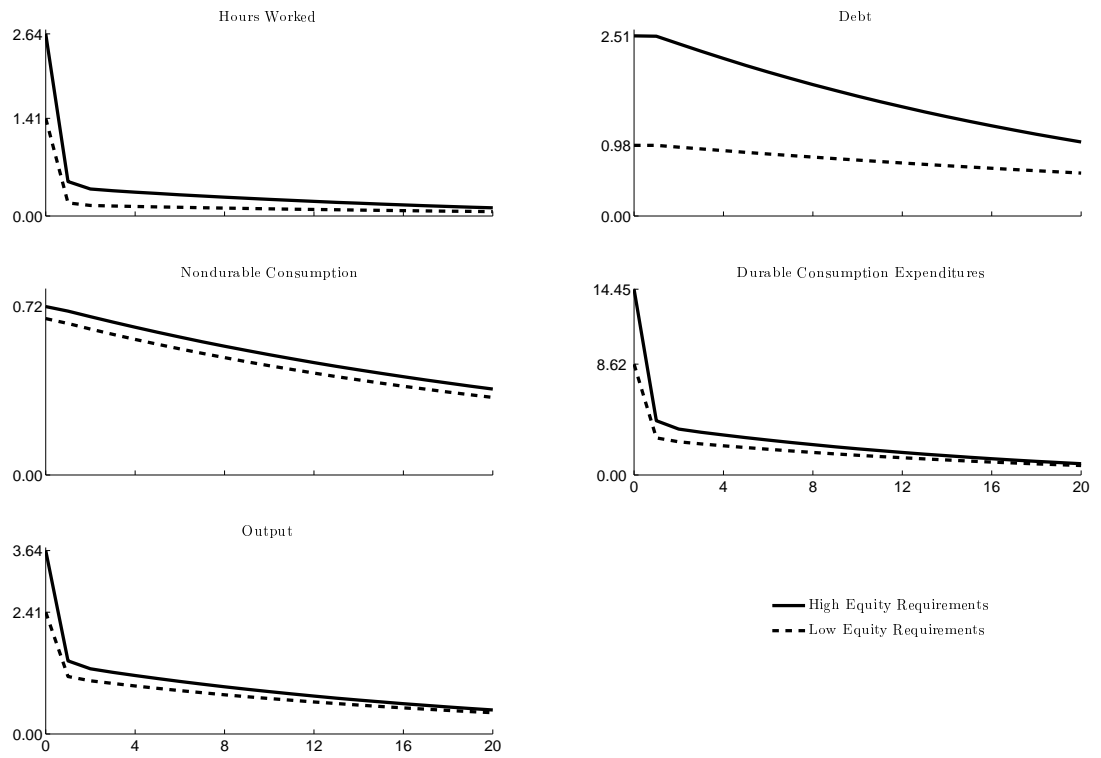 Hours Worked
2.64
1.41
0.00
Debt
2.51
0.98
0.00
Nondurable Consumption
0.72
0.00
Durable Consumption Expenditures
14.45
8.62
0.00
0 4 8 12 16 20
Output
3.64
2.41
0.00
0 4 8 12 16 20
High Equity Requirements
Low Equity Requirements